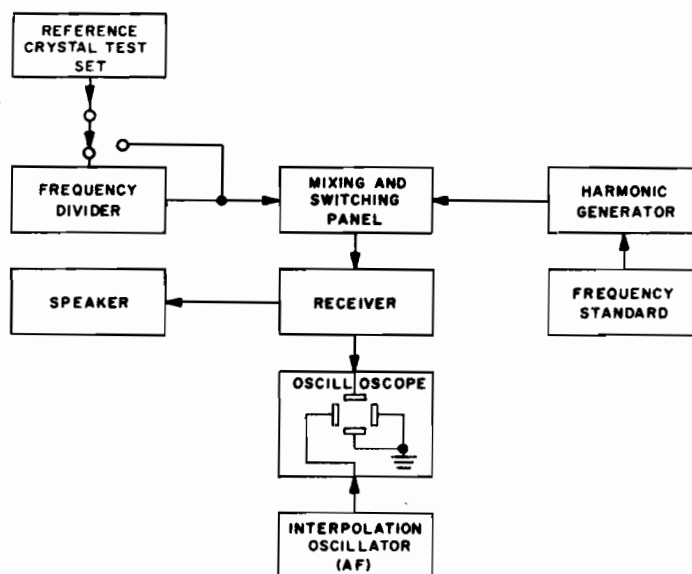 REFERENCE
CRYSTAL TEST
SET
FREQUENCY
DIVIDER
MIXING AND
SWITCHING
PANEL
HARMONIC
GENERATOR
SPEAKER
RECEIVER
FREQUENCY
STANDARD
OSCILLOSCOPE
INTERPOLATION
OSCILLATOR
(AF)